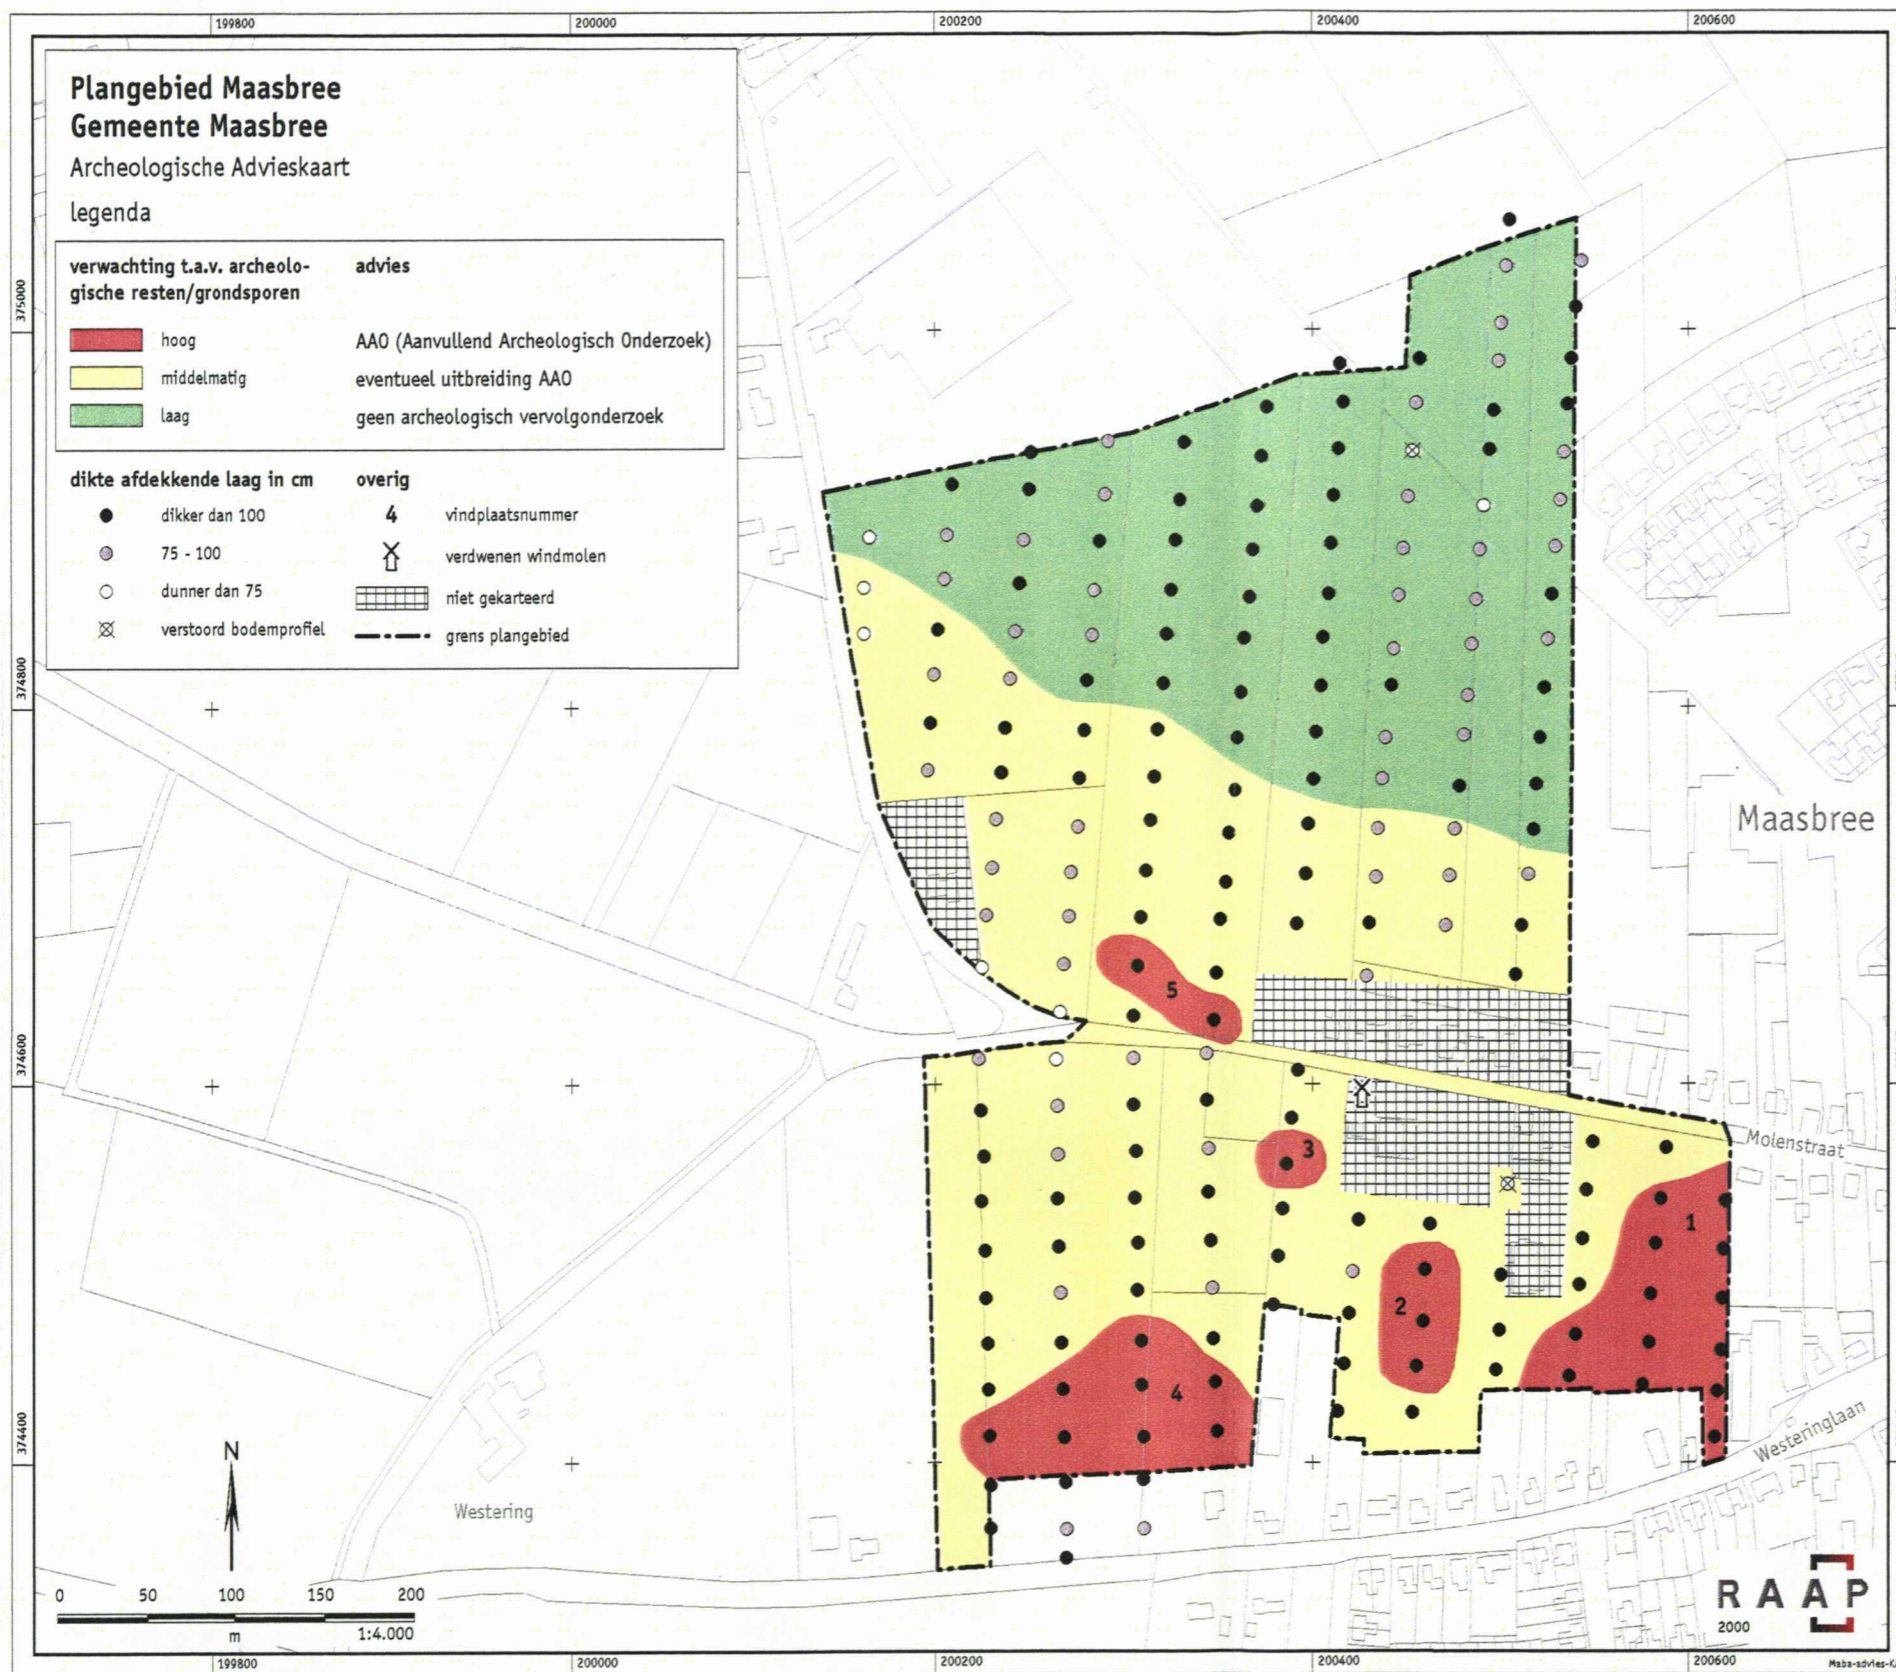 199800
200000
200200
200400
200600
Plangebied Maasbree
Gemeente Maasbree
Archeologische Advieskaart
legenda
verwachting t.a.v. archeolo-
gische resten/grondsporen
advies
hoog
AAO (Aanvullend Archeologisch Onderzoek)
middelmatig
eventueel uitbreiding AAO
laag
geen archeologisch vervolgonderzoek
dikte afdekkende laag in cm
overig
dikker dan 100
4
vindplaatsnummer
75 - 100
verdwenen windmolen
dunner dan 75
niet gekarteerd
verstoord bodemprofiel
grens plangebied
375000
374800
374600
374400
Maasbree
5
3
Molenstraat
1
2
4
Westeringlaan
Westering
N
0 50 100 150 200
m
1:4.000
RAAP
2000
199800
200000
200200
200400
200600